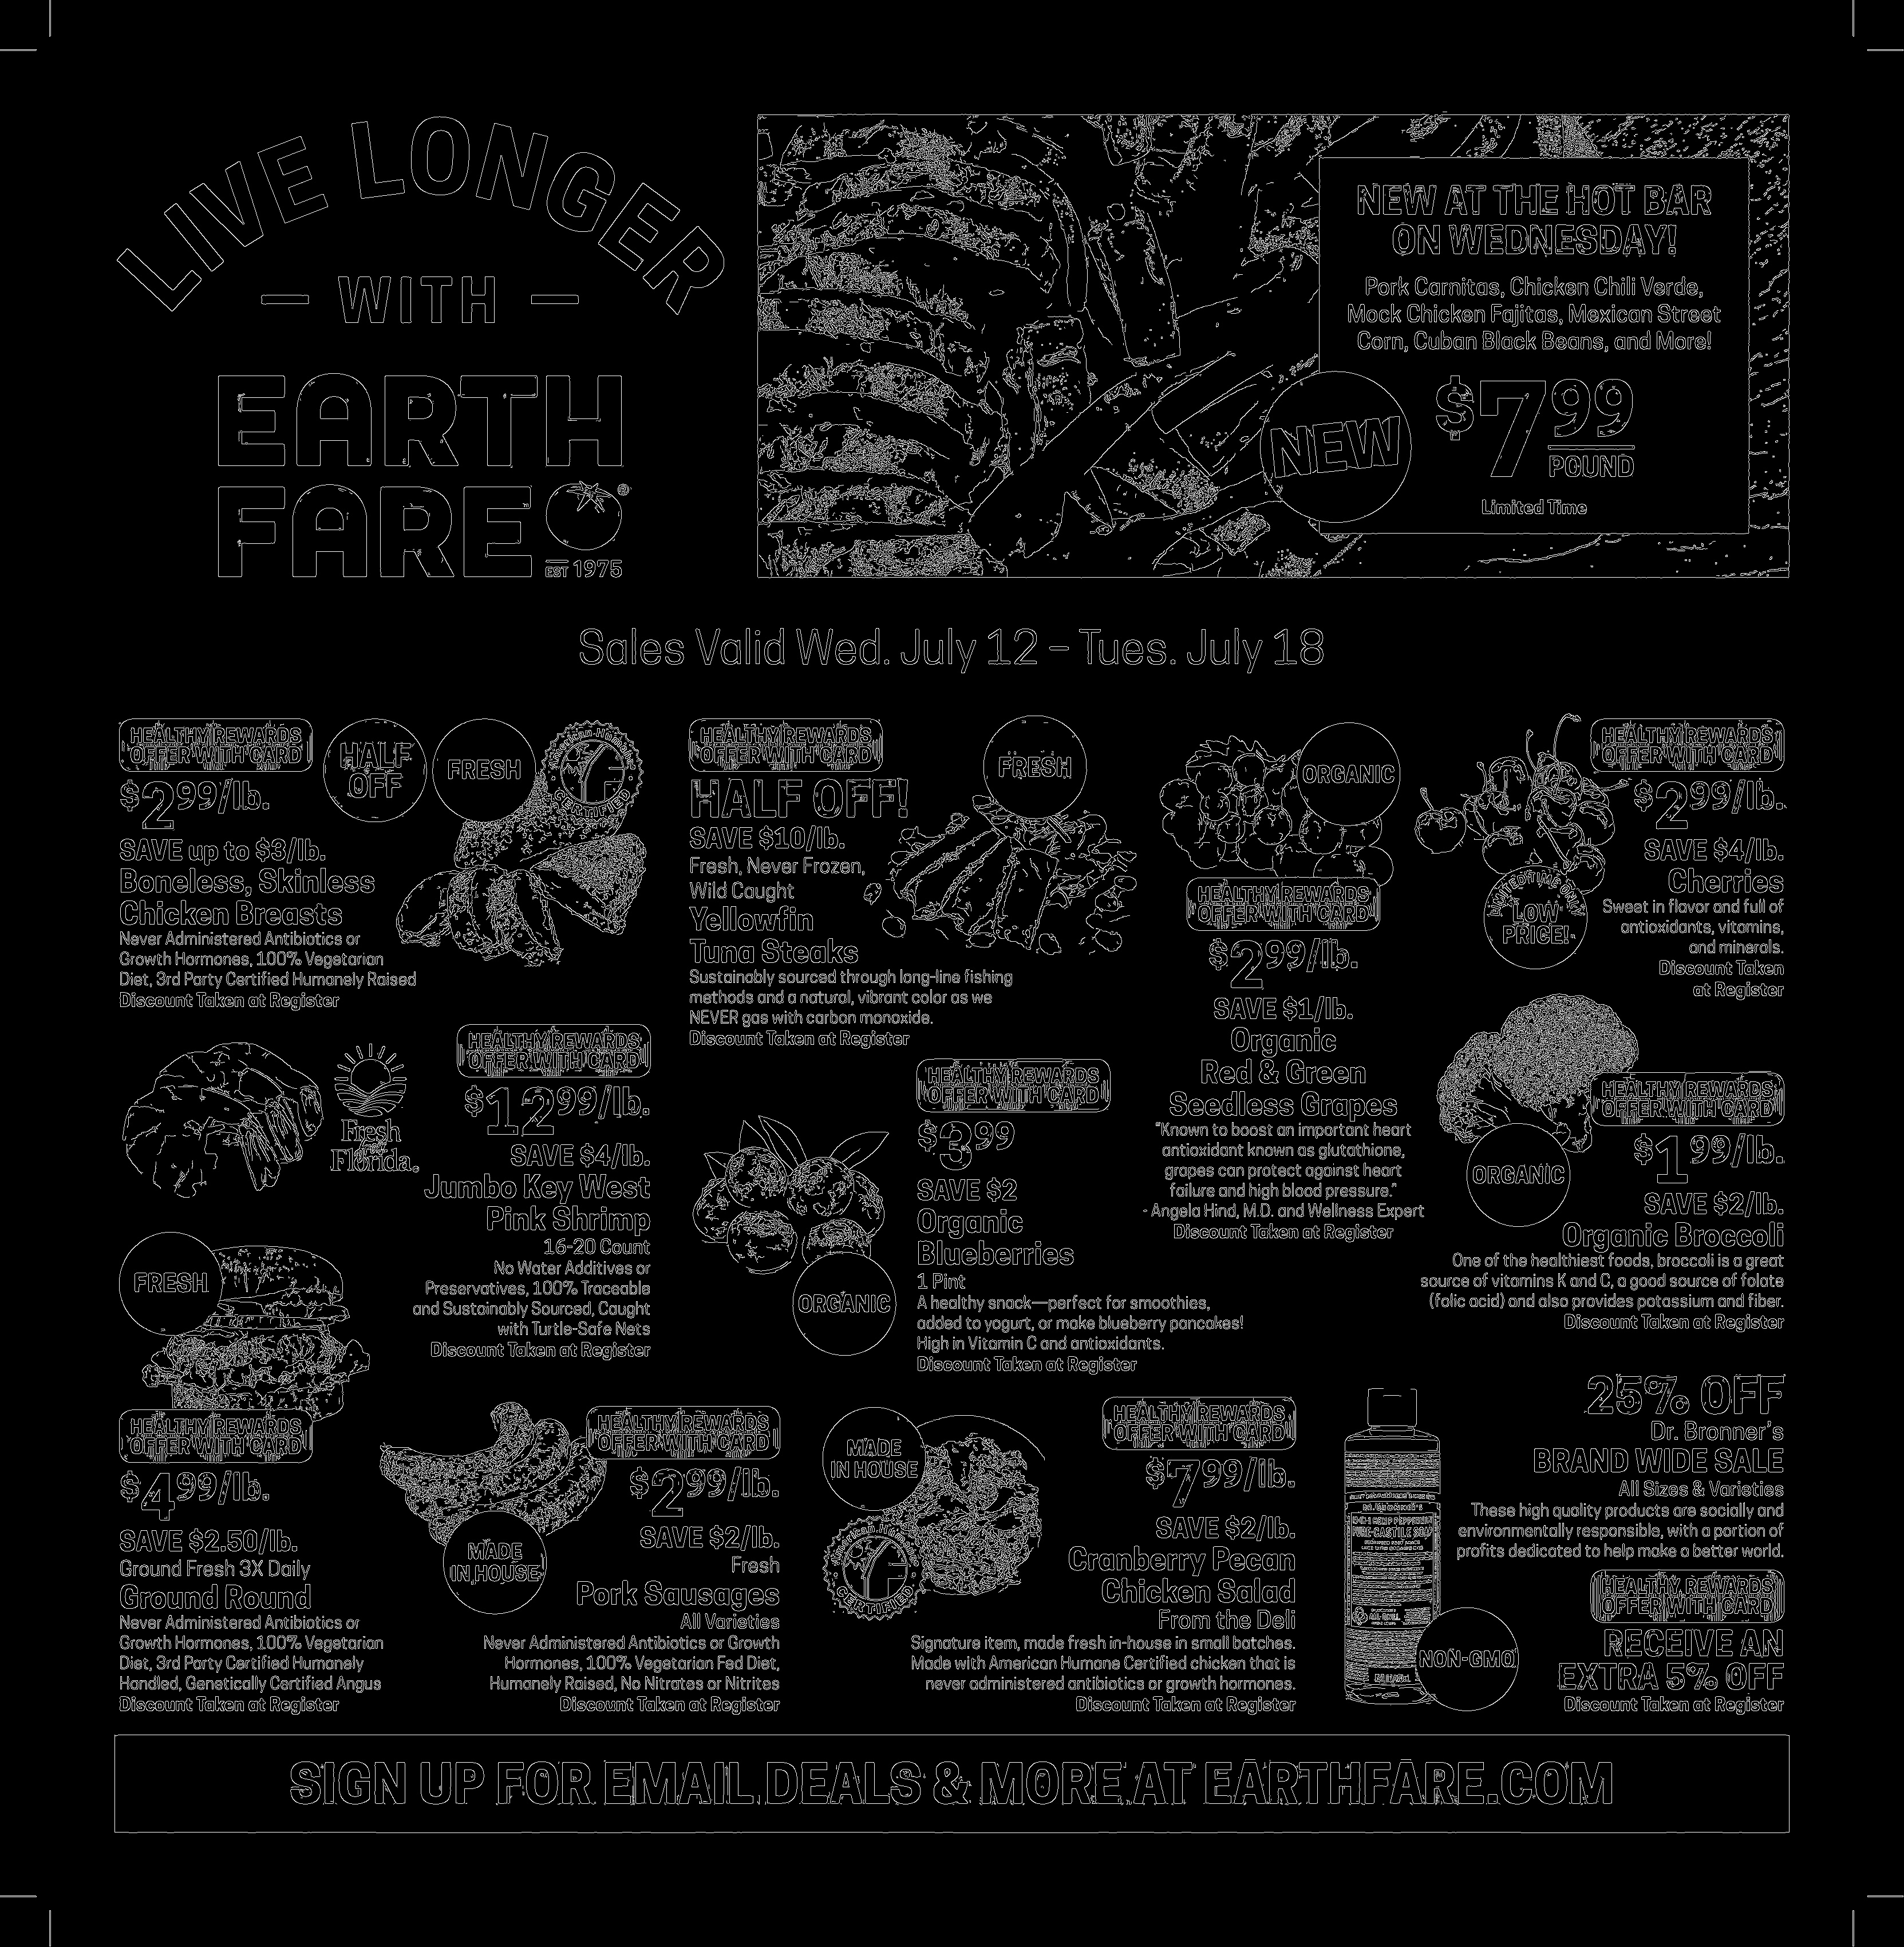 LIVE LONGER
— WITH —
EARTH
FARE®
EST 1975
NEW AT THE HOT BAR
ON WEDNESDAY!
Pork Carnitas, Chicken Chili Verde,
Mock Chicken Fajitas, Mexican Street
Corn, Cuban Black Beans, and More!
NEW
$7.99
POUND
Limited Time
Sales Valid Wed. July 12 – Tues. July 18
HEALTHY REWARDS
OFFER WITH CARD
HALF
OFF
FRESH
CERTIFIED
$2.99/lb.
SAVE up to $3/lb.
Boneless, Skinless
Chicken Breasts
Never Administered Antibiotics or
Growth Hormones, 100% Vegetarian
Diet, 3rd Party Certified Humanely Raised
Discount Taken at Register
HEALTHY REWARDS
OFFER WITH CARD
FRESH
HALF OFF!
SAVE $10/lb.
Fresh, Never Frozen,
Wild Caught
Yellowfin
Tuna Steaks
Sustainably sourced through long-line fishing
methods and a natural, vibrant color as we
NEVER gas with carbon monoxide.
Discount Taken at Register
ORGANIC
HEALTHY REWARDS
OFFER WITH CARD
$2.99/lb.
SAVE $1/lb.
Organic
Red & Green
Seedless Grapes
"Known to boost an important heart
antioxidant known as glutathione,
grapes can protect against heart
failure and high blood pressure."
- Angela Hind, M.D. and Wellness Expert
Discount Taken at Register
HEALTHY REWARDS
OFFER WITH CARD
$2.99/lb.
SAVE $4/lb.
Cherries
LIMITED TIME ONLY
LOW
PRICE!
Sweet in flavor and full of
antioxidants, vitamins,
and minerals.
Discount Taken
at Register
Fresh
from
Florida®
HEALTHY REWARDS
OFFER WITH CARD
$12.99/lb.
SAVE $4/lb.
Jumbo Key West
Pink Shrimp
16-20 Count
No Water Additives or
Preservatives, 100% Traceable
and Sustainably Sourced, Caught
with Turtle-Safe Nets
Discount Taken at Register
HEALTHY REWARDS
OFFER WITH CARD
$3.99
SAVE $2
Organic
Blueberries
ORGANIC
1 Pint
A healthy snack—perfect for smoothies,
added to yogurt, or make blueberry pancakes!
High in Vitamin C and antioxidants.
Discount Taken at Register
HEALTHY REWARDS
OFFER WITH CARD
ORGANIC
$1.99/lb.
SAVE $2/lb.
Organic Broccoli
One of the healthiest foods, broccoli is a great
source of vitamins K and C, a good source of folate
(folic acid) and also provides potassium and fiber.
Discount Taken at Register
FRESH
HEALTHY REWARDS
OFFER WITH CARD
$4.99/lb.
SAVE $2.50/lb.
Ground Fresh 3X Daily
Ground Round
Never Administered Antibiotics or
Growth Hormones, 100% Vegetarian
Diet, 3rd Party Certified Humanely
Handled, Genetically Certified Angus
Discount Taken at Register
HEALTHY REWARDS
OFFER WITH CARD
MADE
IN HOUSE
$2.99/lb.
SAVE $2/lb.
Fresh
Pork Sausages
All Varieties
Never Administered Antibiotics or Growth
Hormones, 100% Vegetarian Fed Diet,
Humanely Raised, No Nitrates or Nitrites
Discount Taken at Register
MADE
IN HOUSE
CERTIFIED
HEALTHY REWARDS
OFFER WITH CARD
$7.99/lb.
SAVE $2/lb.
Cranberry Pecan
Chicken Salad
From the Deli
Signature item, made fresh in-house in small batches.
Made with American Humane Certified chicken that is
never administered antibiotics or growth hormones.
Discount Taken at Register
25% OFF
Dr. Bronner's
BRAND WIDE SALE
All Sizes & Varieties
These high quality products are socially and
environmentally responsible, with a portion of
profits dedicated to help make a better world.
HEALTHY REWARDS
OFFER WITH CARD
NON-GMO
RECEIVE AN
EXTRA 5% OFF
Discount Taken at Register
SIGN UP FOR EMAIL DEALS & MORE AT EARTHFARE.COM